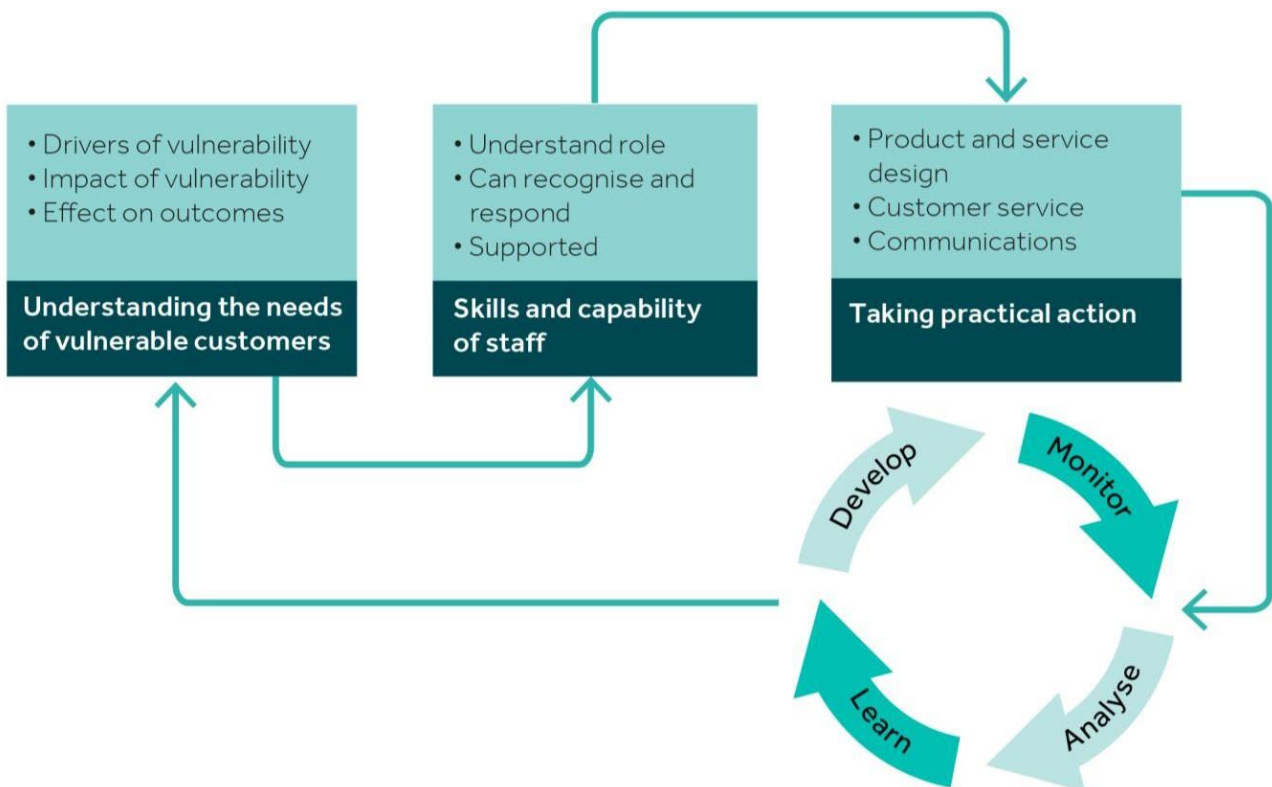 • Drivers of vulnerability
• Impact of vulnerability
• Effect on outcomes
Understanding the needs
of vulnerable customers
• Understand role
• Can recognise and
respond
• Supported
Skills and capability
of staff
• Product and service
design
• Customer service
• Communications
Taking practical action
Develop
Monitor
Analyse
Learn